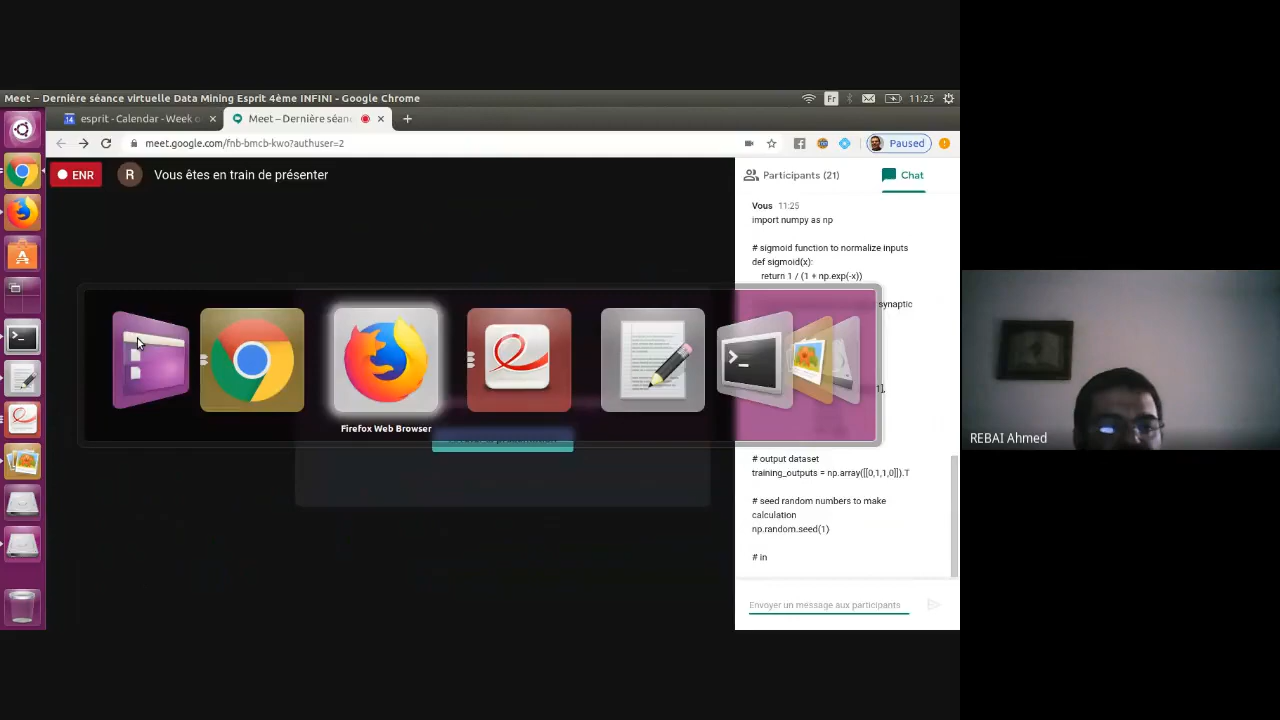 Meet – Dernière séance virtuelle Data Mining Esprit 4ème INFINI - Google Chrome
Fr
11:25
esprit - Calendar - Week o
Meet – Dernière séan
meet.google.com/fnb-bmcb-kwo?authuser=2
Paused
ENR
R
Vous êtes en train de présenter
Participants (21)
Chat
Vous 11:25
import numpy as np
# sigmoid function to normalize inputs
def sigmoid(x):
return 1 / (1 + np.exp(-x))
synaptic
1],
Firefox Web Browser
# output dataset
training_outputs = np.array([[0,1,1,0]]).T
# seed random numbers to make
calculation
np.random.seed(1)
# in
Envoyer un message aux participants
REBAI Ahmed